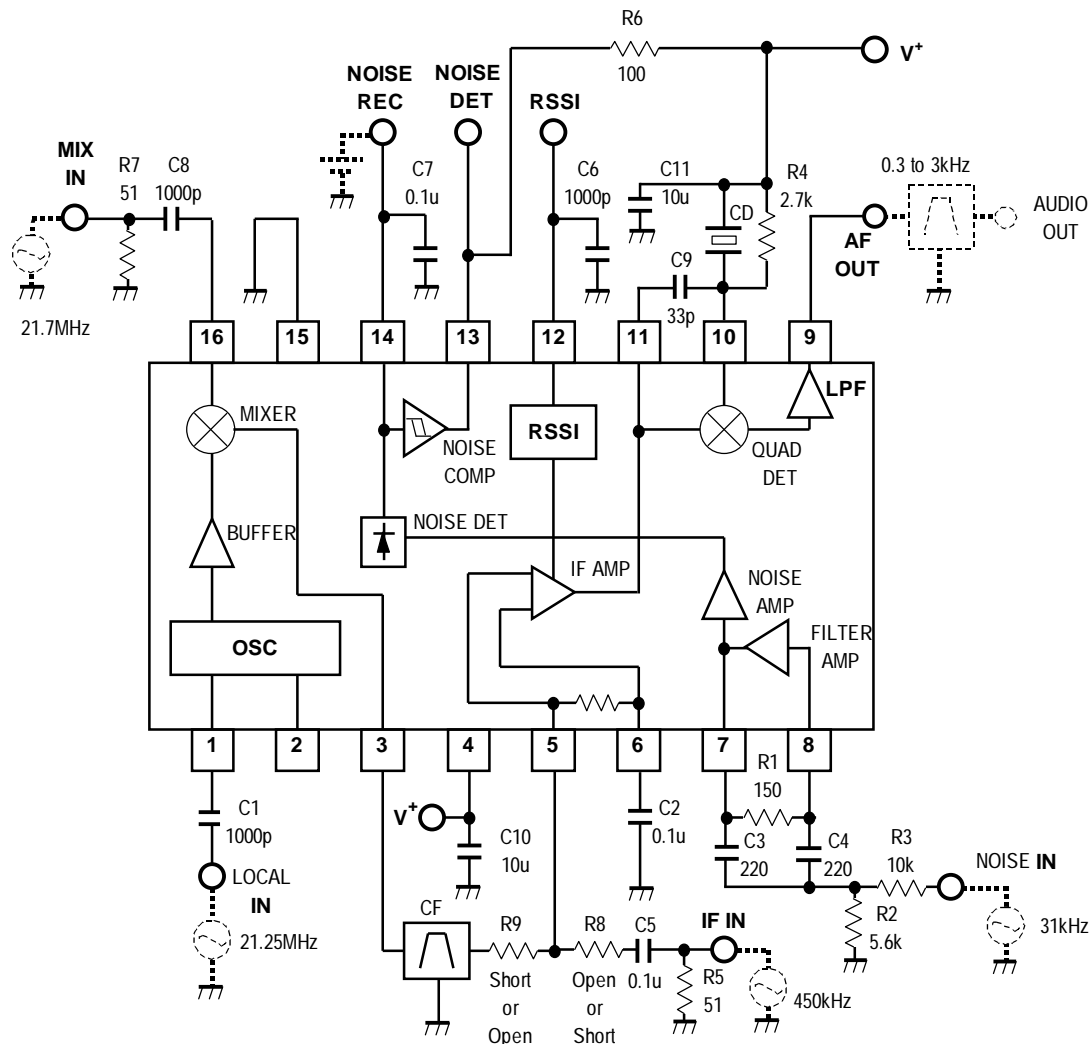 R6
100
V+
NOISE
REC
NOISE
DET
RSSI
MIX
IN
R7
51
C8
1000p
C7
0.1u
C6
1000p
C11
10u
CD
R4
2.7k
0.3 to 3kHz
AF
OUT
AUDIO
OUT
C9
33p
21.7MHz
16
15
14
13
12
11
10
9
MIXER
NOISE
COMP
RSSI
QUAD
DET
LPF
BUFFER
NOISE DET
IF AMP
NOISE
AMP
FILTER
AMP
OSC
1
2
3
4
5
6
7
8
C1
1000p
LOCAL
IN
21.25MHz
V+
C10
10u
C2
0.1u
R1
150
C3
220
C4
220
R3
10k
NOISE IN
R2
5.6k
31kHz
CF
R9
Short
or
Open
R8
Open
or
Short
C5
0.1u
IF IN
R5
51
450kHz